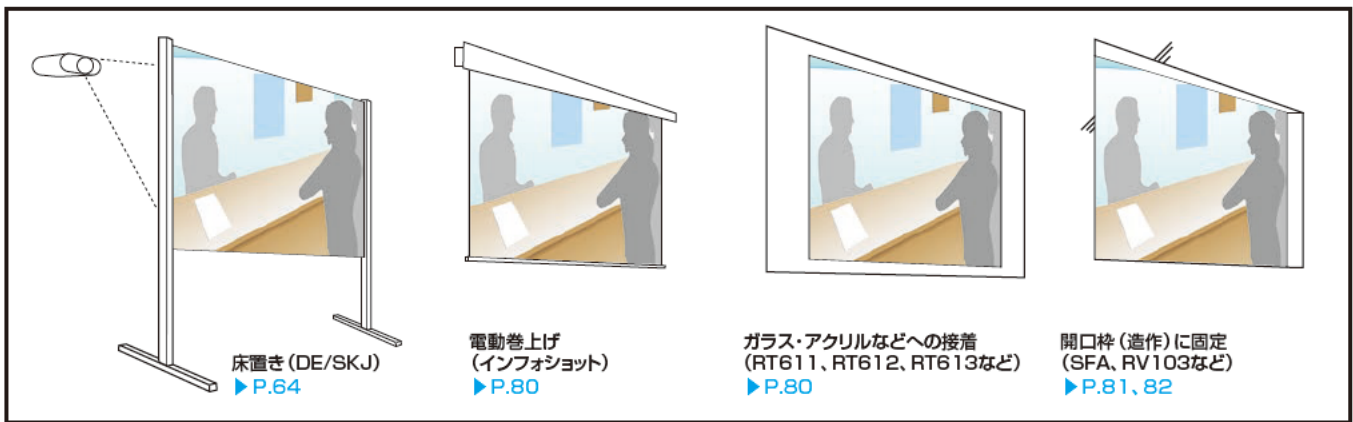 床置き(DE/SKJ)
▶P.64
電動巻上げ
(インフォショット)
▶P.80
ガラス・アクリルなどへの接着
(RT611、RT612、RT613など)
▶P.80
開口枠(造作)に固定
(SFA、RV103など)
▶P.81、82